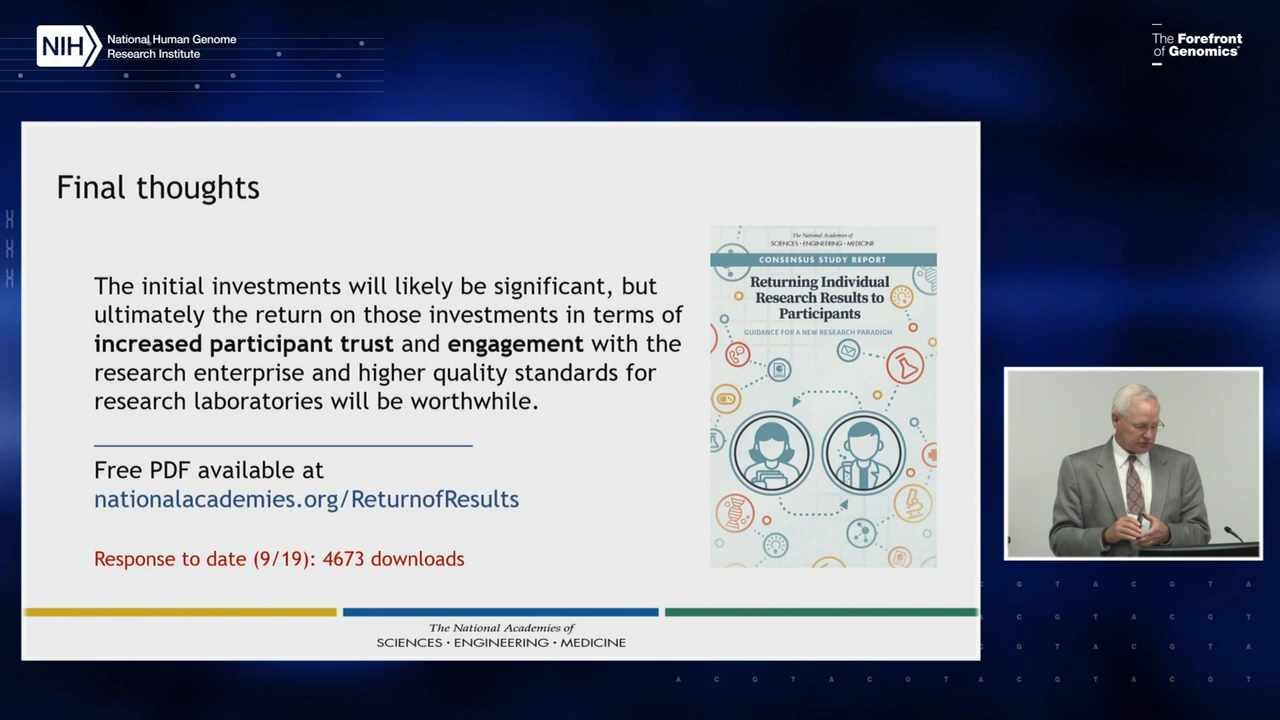 NIH
National Human Genome
Research Institute
The Forefront
of Genomics®
Final thoughts
The initial investments will likely be significant, but
ultimately the return on those investments in terms of
increased participant trust and engagement with the
research enterprise and higher quality standards for
research laboratories will be worthwhile.
Free PDF available at
nationalacademies.org/ReturnofResults
Response to date (9/19): 4673 downloads
The National Academies of
SCIENCES • ENGINEERING • MEDICINE
CONSENSUS STUDY REPORT
Returning Individual
Research Results to
Participants
GUIDANCE FOR A NEW RESEARCH PARADIGM
The National Academies of
SCIENCES • ENGINEERING • MEDICINE
C G T A C G T A
C G T A C G T
C G T A C G T A
A C G T A C G T A C G T A C G T